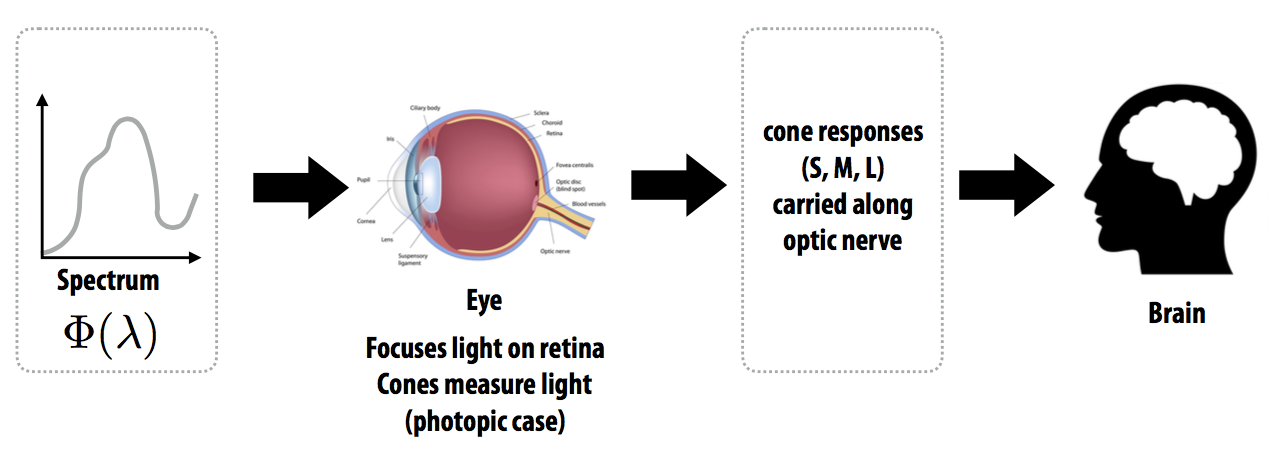 Spectrum
Φ(λ)
Ciliary body
Iris
Pupil
Cornea
Lens
Suspensory
ligament
Sclera
Choroid
Retina
Fovea centralis
Optic disc
(blind spot)
Blood vessels
Optic nerve
Eye
Focuses light on retina
Cones measure light
(photopic case)
cone responses
(S, M, L)
carried along
optic nerve
Brain